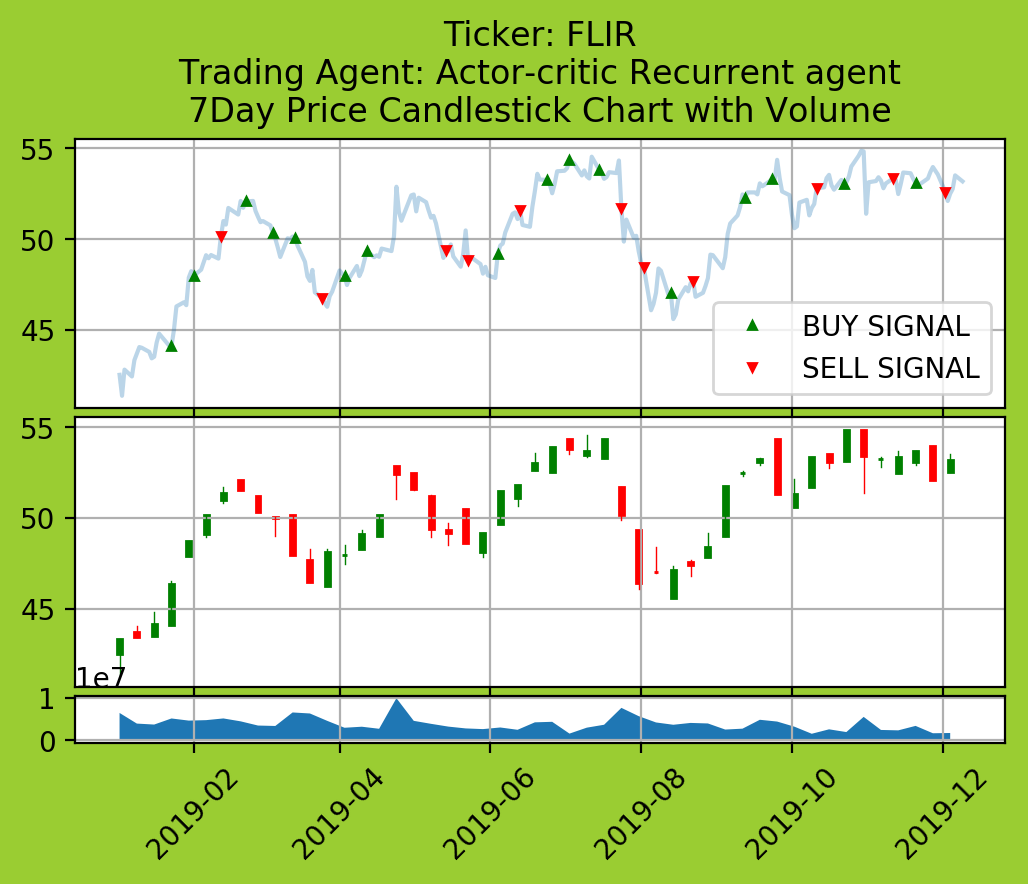 Ticker: FLIR
Trading Agent: Actor-critic Recurrent agent
7Day Price Candlestick Chart with Volume
55
50
45
BUY SIGNAL
SELL SIGNAL
55
50
45
1e7
1
0
2019-02
2019-04
2019-06
2019-08
2019-10
2019-12